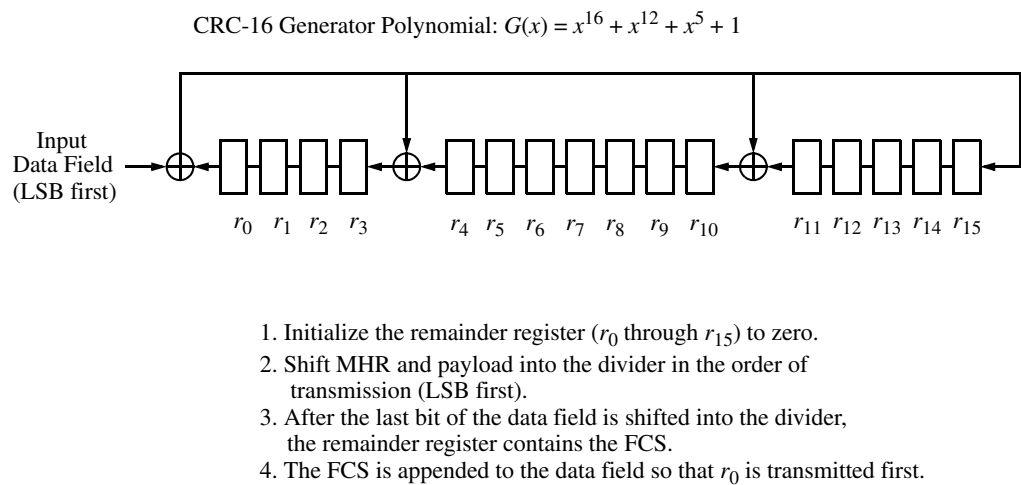 CRC-16 Generator Polynomial: G(x) = x^16 + x^12 + x^5 + 1
Input
Data Field
(LSB first)
r0 r1 r2 r3 r4 r5 r6 r7 r8 r9 r10 r11 r12 r13 r14 r15
1. Initialize the remainder register (r0 through r15) to zero.
2. Shift MHR and payload into the divider in the order of
transmission (LSB first).
3. After the last bit of the data field is shifted into the divider,
the remainder register contains the FCS.
4. The FCS is appended to the data field so that r0 is transmitted first.